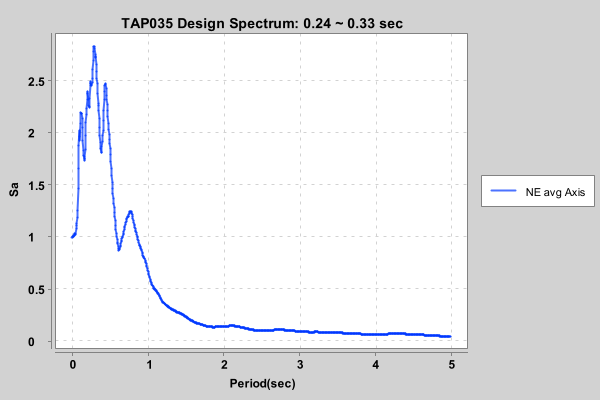 TAP035 Design Spectrum: 0.24 ~ 0.33 sec
2.5
2
1.5
1
0.5
0
Sa
0 1 2 3 4 5
Period(sec)
NE avg Axis